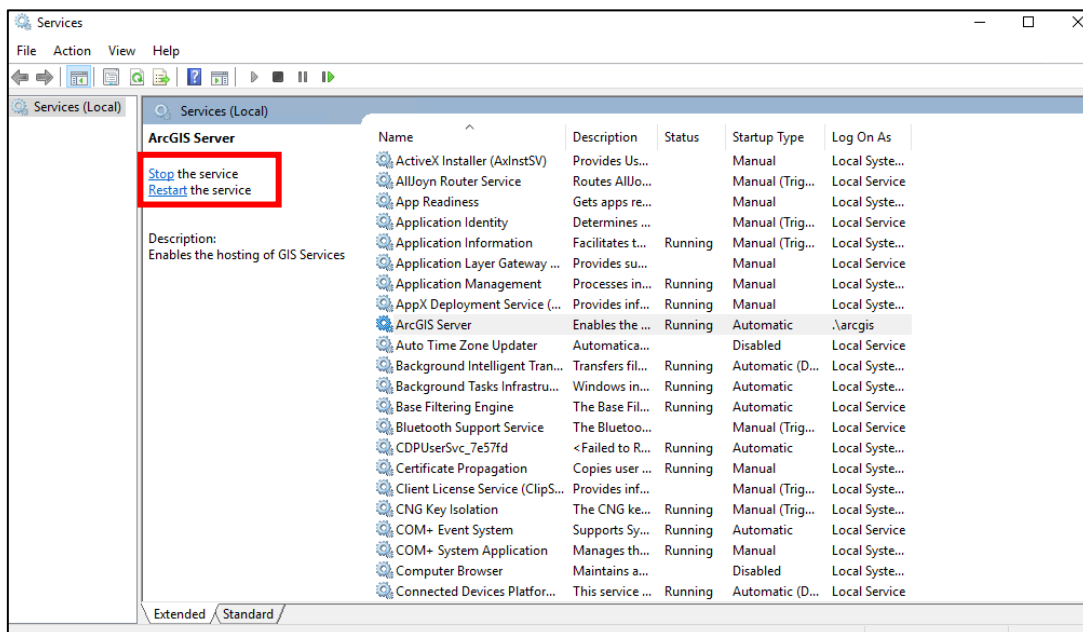 Services
File Action View Help
Services (Local)
Services (Local)
ArcGIS Server
Stop the service
Restart the service
Description:
Enables the hosting of GIS Services
Name Description Status Startup Type Log On As
ActiveX Installer (AxInstSV) Provides Us... Manual Local Syste...
AllJoyn Router Service Routes AllJo... Manual (Trig... Local Service
App Readiness Gets apps re... Manual Local Syste...
Application Identity Determines ... Manual (Trig... Local Service
Application Information Facilitates t... Running Manual (Trig... Local Syste...
Application Layer Gateway ... Provides su... Manual Local Service
Application Management Processes in... Running Manual Local Syste...
AppX Deployment Service (... Provides inf... Running Manual Local Syste...
ArcGIS Server Enables the ... Running Automatic .\arcgis
Auto Time Zone Updater Automatica... Disabled Local Service
Background Intelligent Tran... Transfers fil... Running Automatic (D... Local Syste...
Background Tasks Infrastru... Windows in... Running Automatic Local Syste...
Base Filtering Engine The Base Fil... Running Automatic Local Service
Bluetooth Support Service The Bluetoo... Manual (Trig... Local Service
CDPUserSvc_7e57fd <Failed to R... Running Automatic Local Syste...
Certificate Propagation Copies user ... Running Manual Local Syste...
Client License Service (ClipS... Provides inf... Manual (Trig... Local Syste...
CNG Key Isolation The CNG ke... Running Manual (Trig... Local Syste...
COM+ Event System Supports Sy... Running Automatic Local Service
COM+ System Application Manages th... Running Manual Local Syste...
Computer Browser Maintains a... Disabled Local Syste...
Connected Devices Platfor... This service ... Running Automatic (D... Local Service
Extended Standard